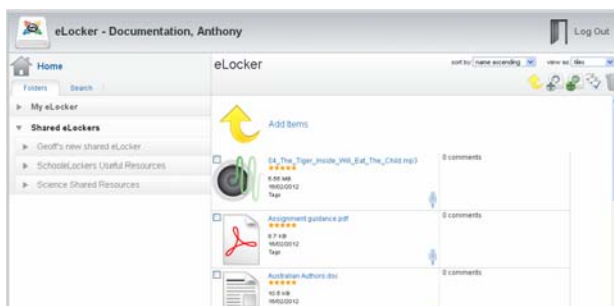 eLocker - Documentation, Anthony
Log Out
Home
Folders
Search
My eLocker
Shared eLockers
Geoff's new shared eLocker
SchoolsLockers Useful Resources
Science Shared Resources
eLocker
sort by name ascending view as tiles
Add Items
04_The_Tiger_Inside_Will_Eat_The_Child.mp3
0 comments
5.55 MB
16/02/2012
Tags
Assignment guidance.pdf
0 comments
8.7 KB
16/02/2012
Tags
Australian Authors.doc
0 comments
10.5 KB
16/02/2012